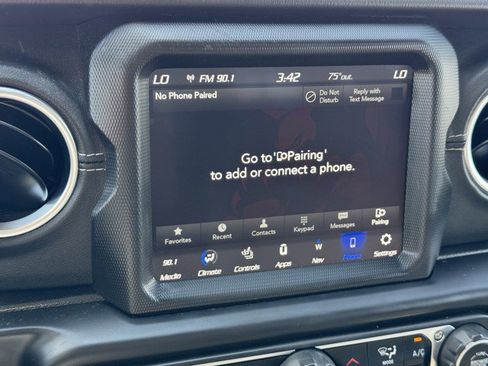 LO FM 90.1 3:42 75°out. LO
No Phone Paired Do Not Disturb Reply with Text Message
Go to 'Pairing'
to add or connect a phone.
Favorites Recent Contacts Keypad Messages Pairing
90.1 W
Media Climate Controls Apps Nav Phone Settings
MODE A/C